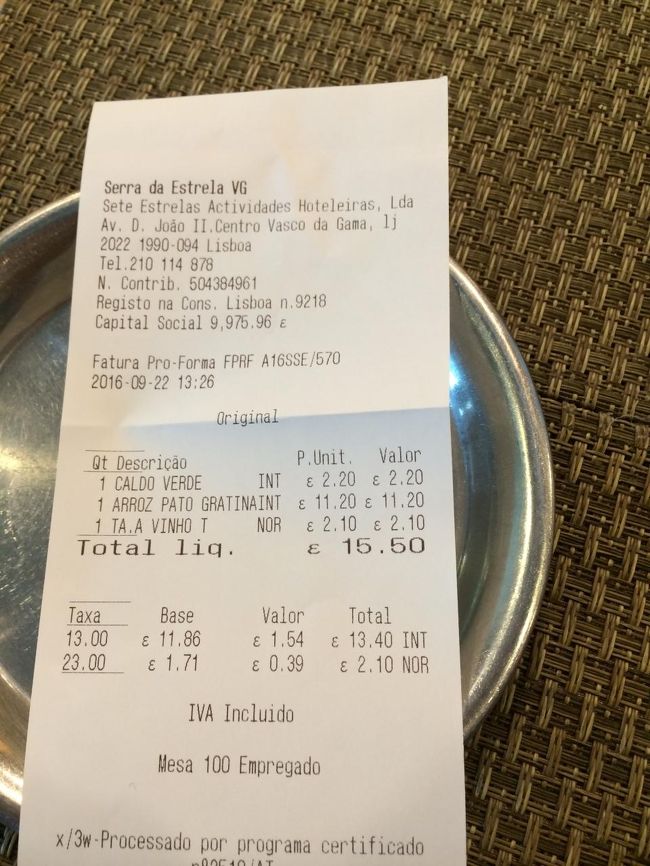 Serra da Estrela VG
Sete Estrelas Actividades Hoteleiras, Lda
Av. D. João II.Centro Vasco da Gama, lj
2022 1990-094 Lisboa
Tel.210 114 878
N. Contrib. 504384961
Registo na Cons. Lisboa n.9218
Capital Social 9,975.96 €
Fatura Pro-Forma FPRF A16SSE/570
2016-09-22 13:26
Original
Qt Descrição P.Unit. Valor
1 CALDO VERDE INT € 2.20 € 2.20
1 ARROZ PATO GRATINAINT € 11.20 € 11.20
1 TA.A VINHO T NOR € 2.10 € 2.10
Total liq. € 15.50
Taxa Base Valor Total
13.00 € 11.86 € 1.54 € 13.40 INT
23.00 € 1.71 € 0.39 € 2.10 NOR
IVA Incluido
Mesa 100 Empregado
x/3w-Processado por programa certificado